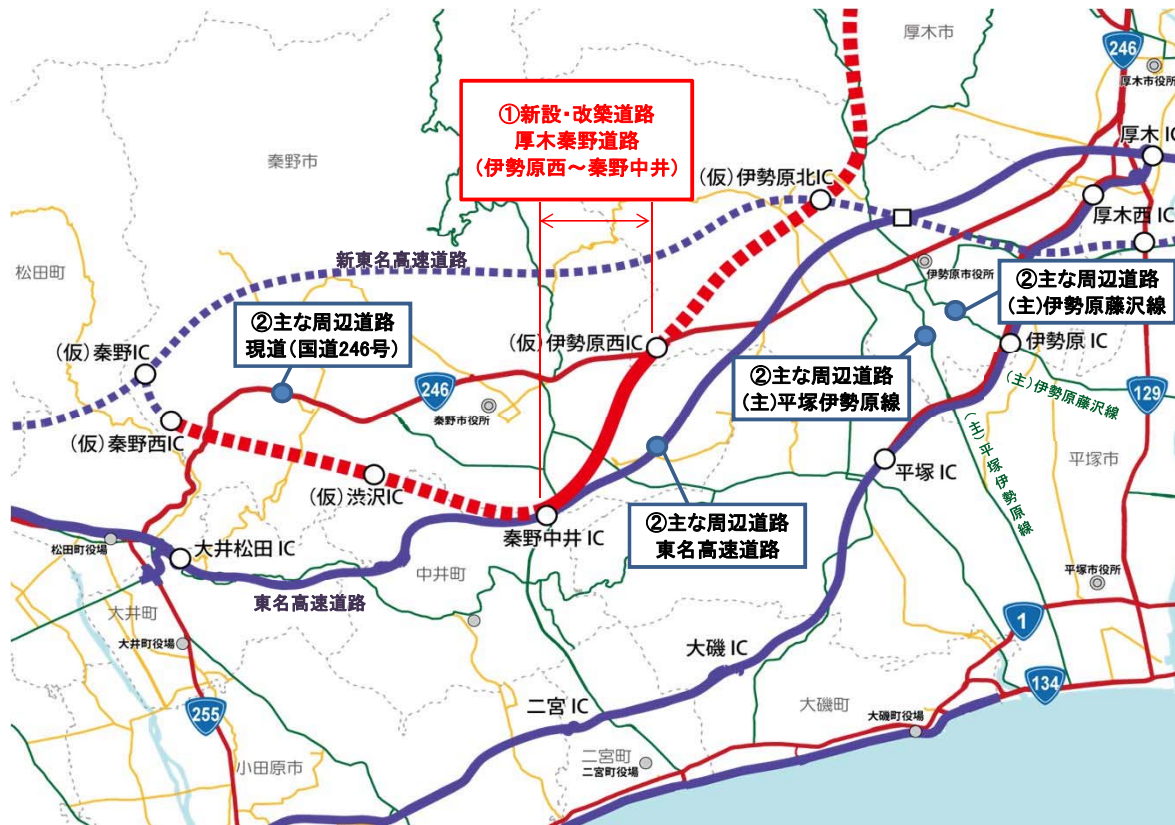 厚木市
246
厚木市役所
①新設・改築道路
厚木秦野道路
(伊勢原西～秦野中井)
厚木 IC
秦野市
(仮)伊勢原北IC
厚木西 IC
新東名高速道路
松田町
伊勢原市役所
②主な周辺道路
(主)伊勢原藤沢線
②主な周辺道路
現道(国道246号)
(仮)伊勢原西IC
伊勢原 IC
(仮)秦野IC
②主な周辺道路
(主)平塚伊勢原線
(主)伊勢原藤沢線
246
129
秦野市役所
(仮)秦野西IC
(主)平塚伊勢原線
平塚市
平塚 IC
(仮)渋沢IC
②主な周辺道路
東名高速道路
秦野中井 IC
松田町役場
大井松田 IC
中井町
平塚市役所
東名高速道路
大井町
1
大井町役場
大磯 IC
134
255
二宮 IC
大磯町
大磯町役場
二宮町
二宮町役場
小田原市